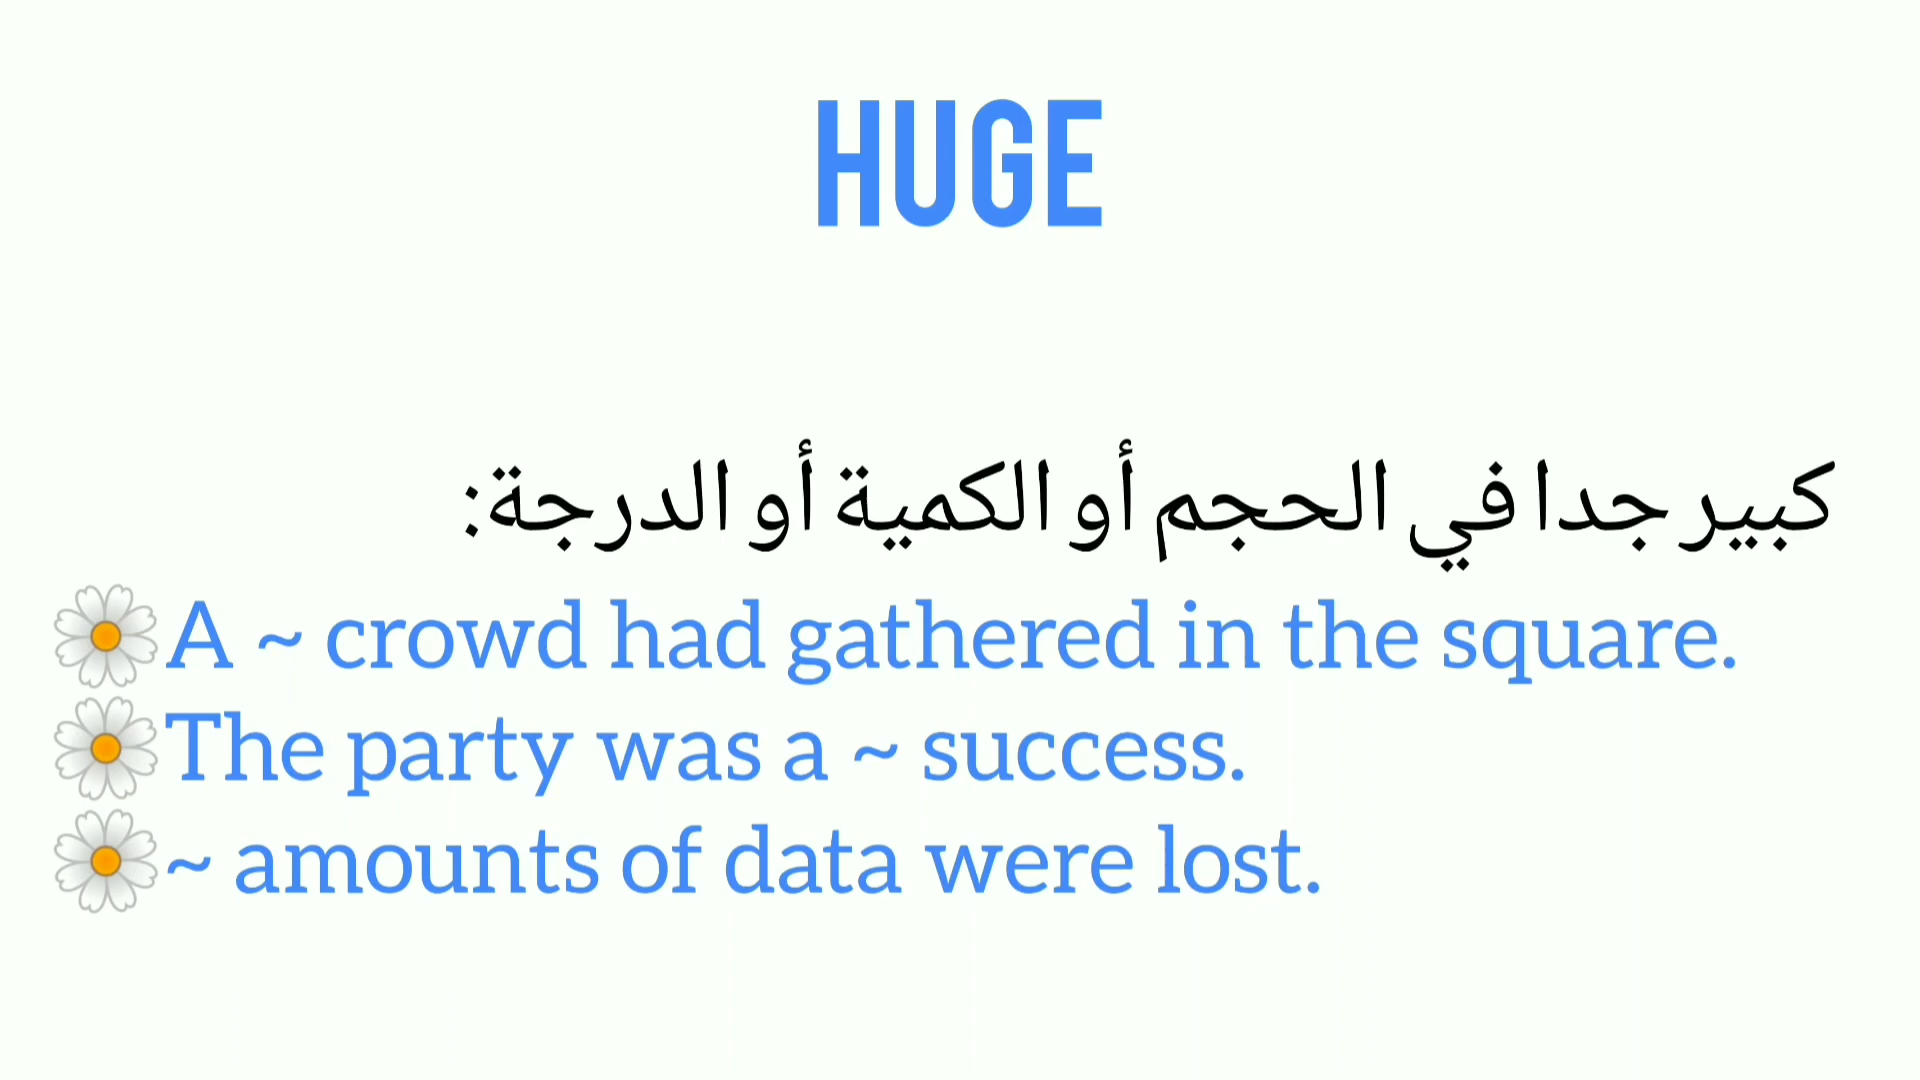 HUGE
كبير جدا في الحجم أو الكمية أو الدرجة:
A ~ crowd had gathered in the square.
The party was a ~ success.
~ amounts of data were lost.